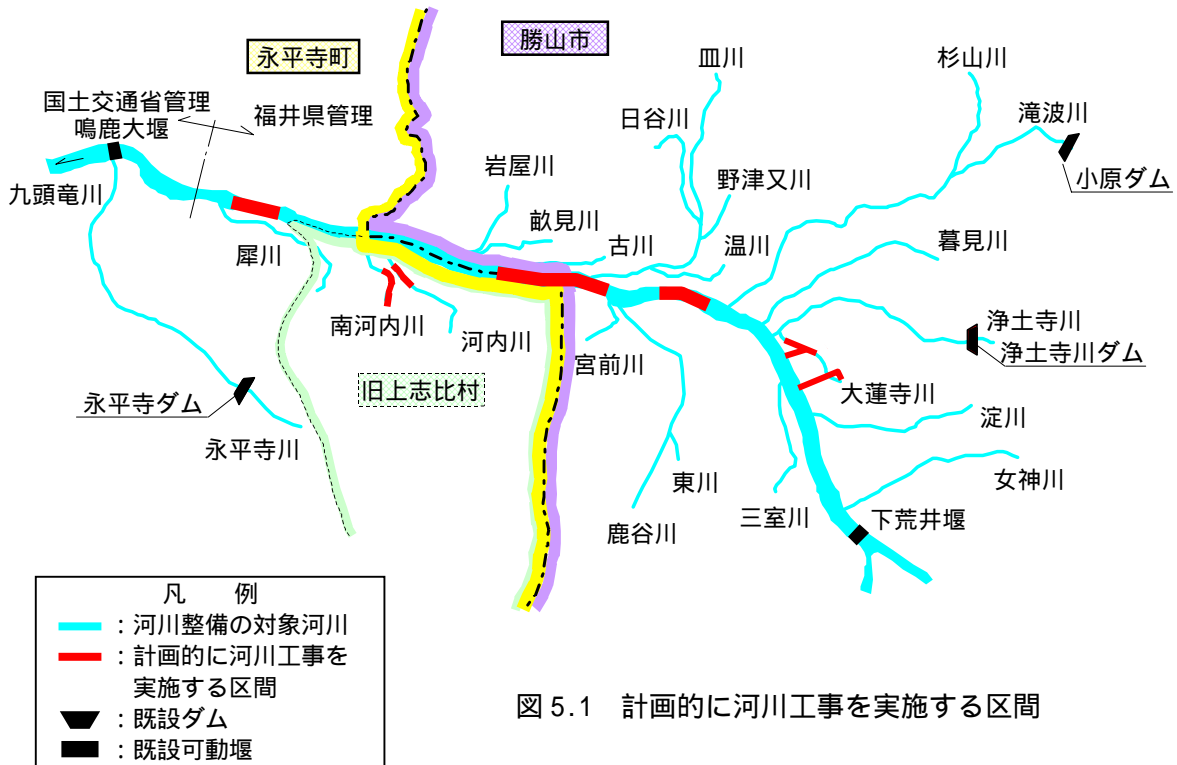 勝山市
永平寺町
皿川
杉山川
国土交通省管理
鳴鹿大堰
福井県管理
日谷川
滝波川
岩屋川
野津又川
小原ダム
九頭竜川
畝見川
古川
温川
暮見川
犀川
南河内川
河内川
宮前川
浄土寺川
浄土寺川ダム
旧上志比村
大蓮寺川
永平寺ダム
淀川
永平寺川
東川
女神川
三室川
下荒井堰
鹿谷川
凡 例
：河川整備の対象河川
：計画的に河川工事を
実施する区間
：既設ダム
：既設可動堰
図 5.1 計画的に河川工事を実施する区間